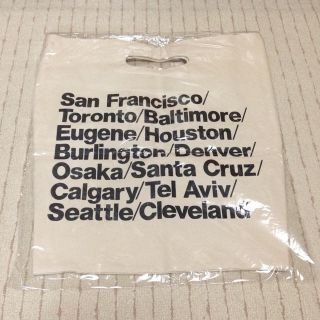 San Francisco/
Toronto/Baltimore/
Eugene/Houston/
Burlington/Denver/
Osaka/Santa Cruz/
Calgary/Tel Aviv/
Seattle/Cleveland